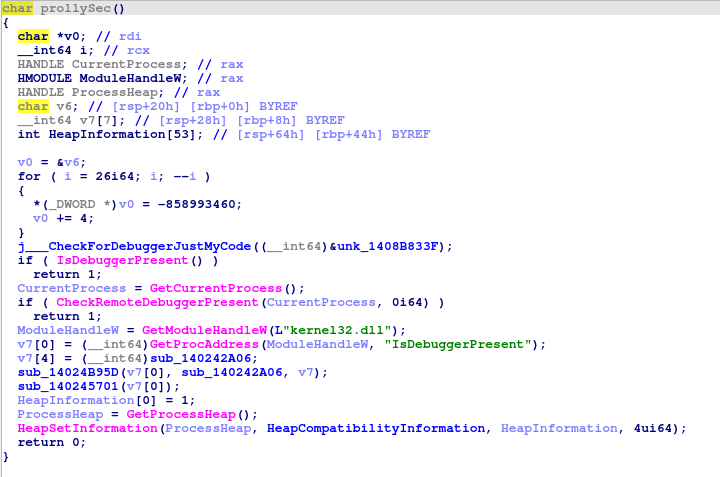 char prollySec()
{
char *v0; // rdi
__int64 i; // rcx
HANDLE CurrentProcess; // rax
HMODULE ModuleHandleW; // rax
HANDLE ProcessHeap; // rax
char v6; // [rsp+20h] [rbp+0h] BYREF
__int64 v7[7]; // [rsp+28h] [rbp+8h] BYREF
int HeapInformation[53]; // [rsp+64h] [rbp+44h] BYREF
v0 = &v6;
for ( i = 26i64; i; --i )
{
*(_DWORD *)v0 = -858993460;
v0 += 4;
}
j___CheckForDebuggerJustMyCode((__int64)&unk_1408B833F);
if ( IsDebuggerPresent() )
return 1;
CurrentProcess = GetCurrentProcess();
if ( CheckRemoteDebuggerPresent(CurrentProcess, 0i64) )
return 1;
ModuleHandleW = GetModuleHandleW(L"kernel32.dll");
v7[0] = (__int64)GetProcAddress(ModuleHandleW, "IsDebuggerPresent");
v7[4] = (__int64)sub_140242A06;
sub_14024B95D(v7[0], sub_140242A06, v7);
sub_140245701(v7[0]);
HeapInformation[0] = 1;
ProcessHeap = GetProcessHeap();
HeapSetInformation(ProcessHeap, HeapCompatibilityInformation, HeapInformation, 4ui64);
return 0;
}